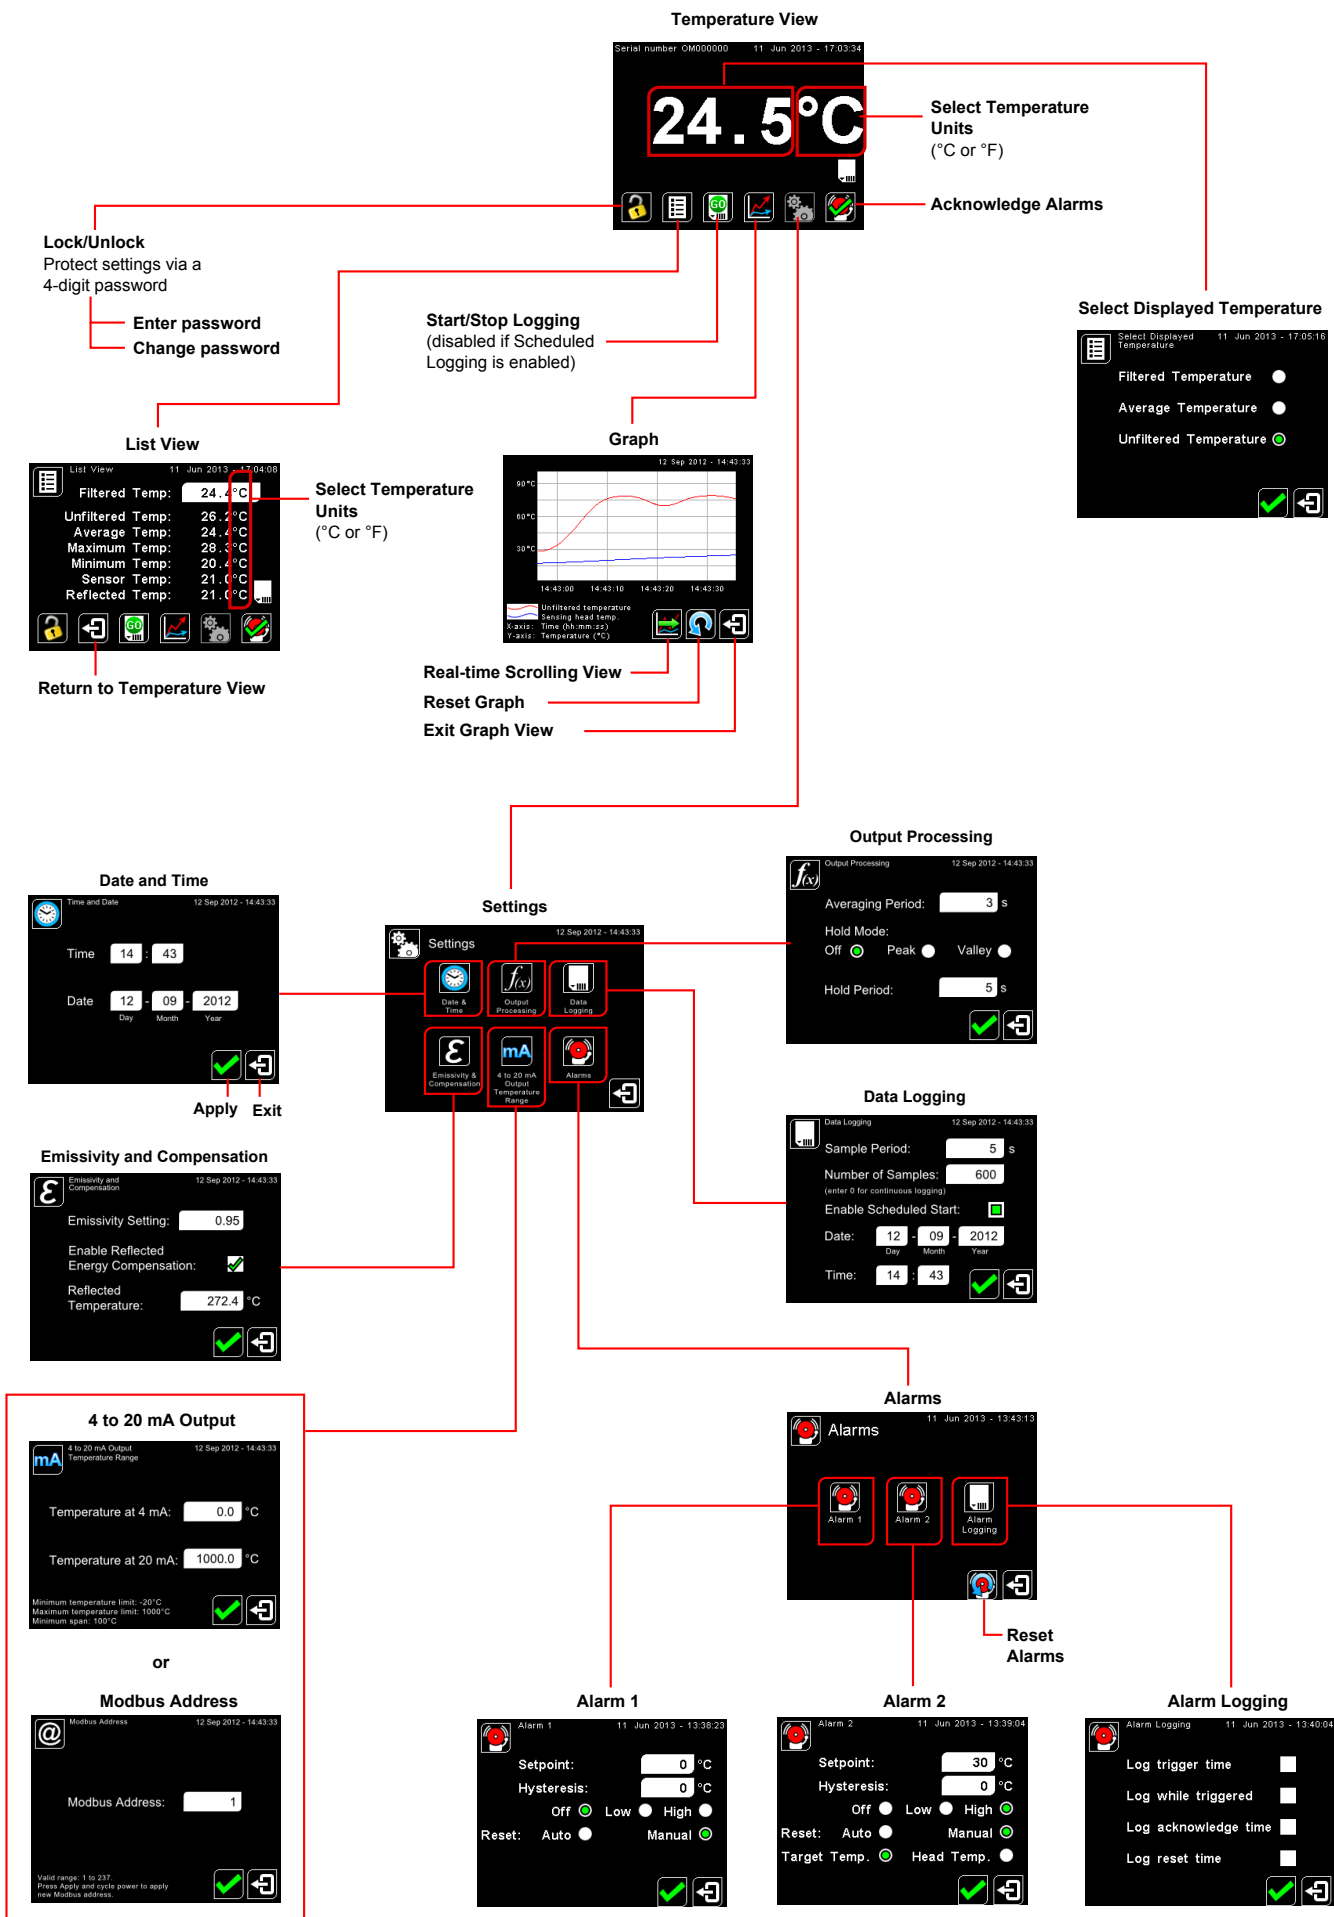 Temperature View
Serial number OM000000 11 Jun 2013 - 17:03:34
24.5°C
Select Temperature
Units
(°C or °F)
GO
Acknowledge Alarms
Lock/Unlock
Protect settings via a
4-digit password
Enter password
Change password
Start/Stop Logging
(disabled if Scheduled
Logging is enabled)
Select Displayed Temperature
Select Displayed
Temperature
11 Jun 2013 - 17:05:16
Filtered Temperature
Average Temperature
Unfiltered Temperature
List View
List View 11 Jun 2013 - 17:04:08
Filtered Temp: 24.4°C
Unfiltered Temp: 26.2°C
Average Temp: 24.4°C
Maximum Temp: 28.3°C
Minimum Temp: 20.4°C
Sensor Temp: 21.0°C
Reflected Temp: 21.0°C
GO
Select Temperature
Units
(°C or °F)
Return to Temperature View
Graph
12 Sep 2012 - 14:43:33
90°C
60°C
30°C
14:43:00 14:43:10 14:43:20 14:43:30
Unfiltered temperature
Sensing head temp.
X-axis: Time (hh:mm:ss)
Y-axis: Temperature (°C)
Real-time Scrolling View
Reset Graph
Exit Graph View
Date and Time
Time and Date 12 Sep 2012 - 14:43:33
Time 14 : 43
Date 12 - 09 - 2012
Day Month Year
Apply Exit
Settings
12 Sep 2012 - 14:43:33
Settings
f(x)
Date &
Time
Output
Processing
Data
Logging
ε
mA
Emissivity &
Compensation
4 to 20 mA
Output
Temperature
Range
Alarms
Output Processing
f(x)
Output Processing 12 Sep 2012 - 14:43:33
Averaging Period: 3 s
Hold Mode:
Off Peak Valley
Hold Period: 5 s
Data Logging
Data Logging 12 Sep 2012 - 14:43:33
Sample Period: 5 s
Number of Samples: 600
(enter 0 for continuous logging)
Enable Scheduled Start:
Date: 12 - 09 - 2012
Day Month Year
Time: 14 : 43
Emissivity and Compensation
ε
Emissivity and
Compensation
12 Sep 2012 - 14:43:33
Emissivity Setting: 0.95
Enable Reflected
Energy Compensation:
Reflected
Temperature: 272.4 °C
4 to 20 mA Output
mA
4 to 20 mA Output
Temperature Range
12 Sep 2012 - 14:43:33
Temperature at 4 mA: 0.0 °C
Temperature at 20 mA: 1000.0 °C
Minimum temperature limit: -20°C
Maximum temperature limit: 1000°C
Minimum span: 100°C
or
Modbus Address
@
Modbus Address 12 Sep 2012 - 14:43:33
Modbus Address: 1
Valid range: 1 to 237.
Press Apply and cycle power to apply
new Modbus address.
Alarms
11 Jun 2013 - 13:43:13
Alarms
Alarm 1
Alarm 2
Alarm
Logging
Reset
Alarms
Alarm 1
Alarm 1 11 Jun 2013 - 13:38:23
Setpoint: 0 °C
Hysteresis: 0 °C
Off Low High
Reset: Auto Manual
Alarm 2
Alarm 2 11 Jun 2013 - 13:39:04
Setpoint: 30 °C
Hysteresis: 0 °C
Off Low High
Reset: Auto Manual
Target Temp. Head Temp.
Alarm Logging
Alarm Logging 11 Jun 2013 - 13:40:04
Log trigger time
Log while triggered
Log acknowledge time
Log reset time